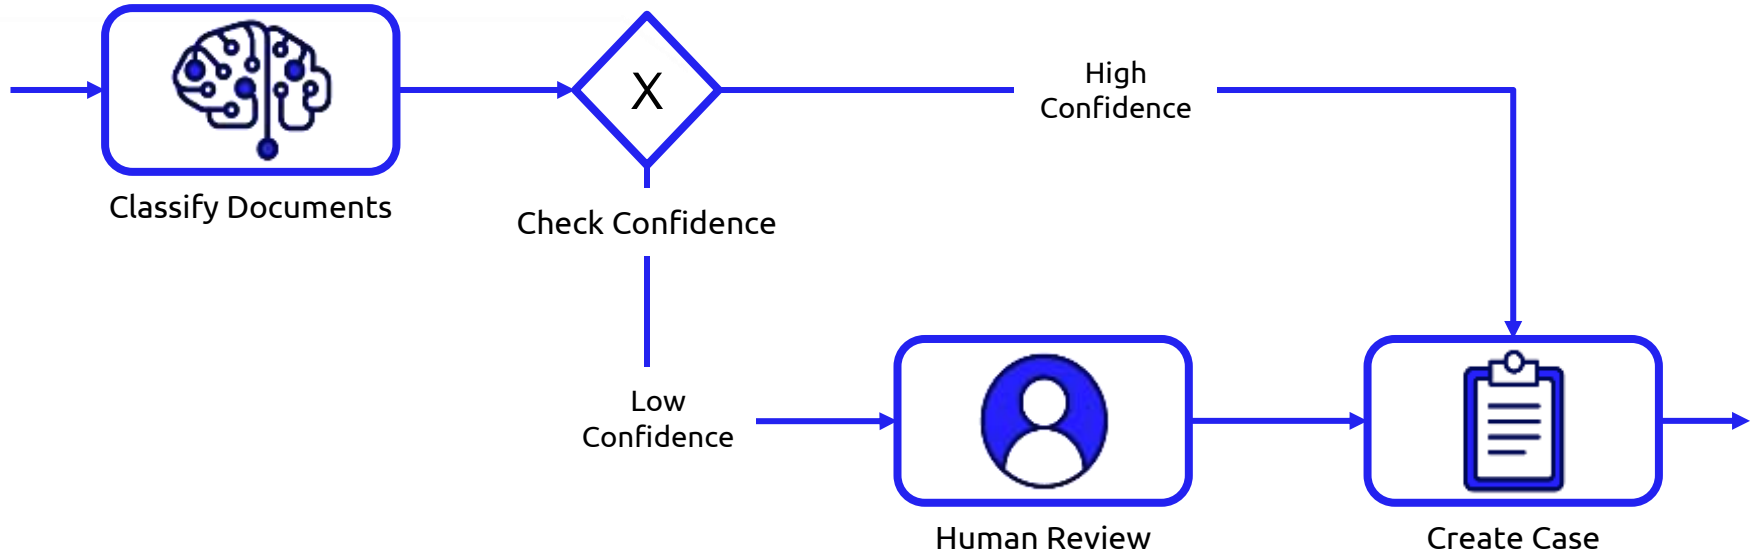 X
High
Confidence
Classify Documents
Check Confidence
Low
Confidence
Human Review
Create Case